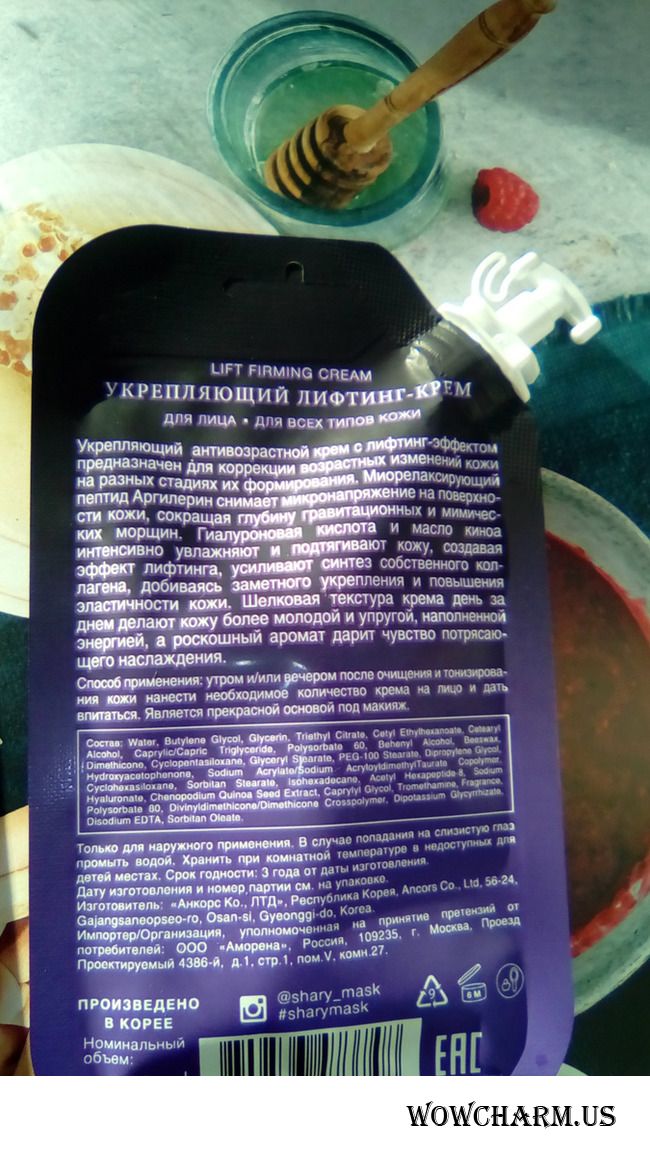 LIFT FIRMING CREAM
УКРЕПЛЯЮЩИЙ ЛИФТИНГ-КРЕМ
ДЛЯ ЛИЦА • ДЛЯ ВСЕХ ТИПОВ КОЖИ
Укрепляющий антивозрастной крем с лифтинг-эффектом
предназначен для коррекции возрастных изменений кожи
на разных стадиях их формирования. Миорелаксирующий
пептид Аргилерин снимает микронапряжение на поверхно-
сти кожи, сокращая глубину гравитационных и мимичес-
ких морщин. Гиалуроновая кислота и масло киноа
интенсивно увлажняют и подтягивают кожу, создавая
эффект лифтинга, усиливают синтез собственного кол-
лагена, добиваясь заметного укрепления и повышения
эластичности кожи. Шелковая текстура крема день за
днем делают кожу более молодой и упругой, наполненной
энергией, а роскошный аромат дарит чувство потрясаю-
щего наслаждения.
Способ применения: утром и/или вечером после очищения и тонизирова-
ния кожи нанести необходимое количество крема на лицо и дать
впитаться. Является прекрасной основой под макияж.
Состав: Water, Butylene Glycol, Glycerin, Triethyl Citrate, Cetyl Ethylhexanoate, Cetearyl
Alcohol, Caprylic/Capric Triglyceride, Polysorbate 60, Behenyl Alcohol, Beeswax,
Dimethicone, Cyclopentasiloxane, Glyceryl Stearate, PEG-100 Stearate, Dipropylene Glycol,
Hydroxyacetophenone, Sodium Acrylate/Sodium AcryloyldimethylTaurate Copolymer,
Cyclohexasiloxane, Sorbitan Stearate, Isohexadecane, Acetyl Hexapeptide-8, Sodium
Hyaluronate, Chenopodium Quinoa Seed Extract, Caprylyl Glycol, Tromethamine, Fragrance,
Polysorbate 80, Divinyldimethicone/Dimethicone Crosspolymer, Dipotassium Glycyrrhizate,
Disodium EDTA, Sorbitan Oleate.
Только для наружного применения. В случае попадания на слизистую глаз
промыть водой. Хранить при комнатной температуре в недоступных для
детей местах. Срок годности: 3 года от даты изготовления.
Дату изготовления и номер партии см. на упаковке.
Изготовитель: «Анкорс Ко., ЛТД», Республика Корея, Ancors Co., Ltd, 56-24,
Gajangsaneopseo-ro, Osan-si, Gyeonggi-do, Korea.
Импортер/Организация, уполномоченная на принятие претензий от
потребителей: ООО «Аморена», Россия, 109235, г. Москва, Проезд
Проектируемый 4386-й, д.1, стр.1, пом.V, комн.27.
ПРОИЗВЕДЕНО
В КОРЕЕ
@shary_mask
#sharymask
9
6 M
Номинальный
объем:
EAC
WOWCHARM.US